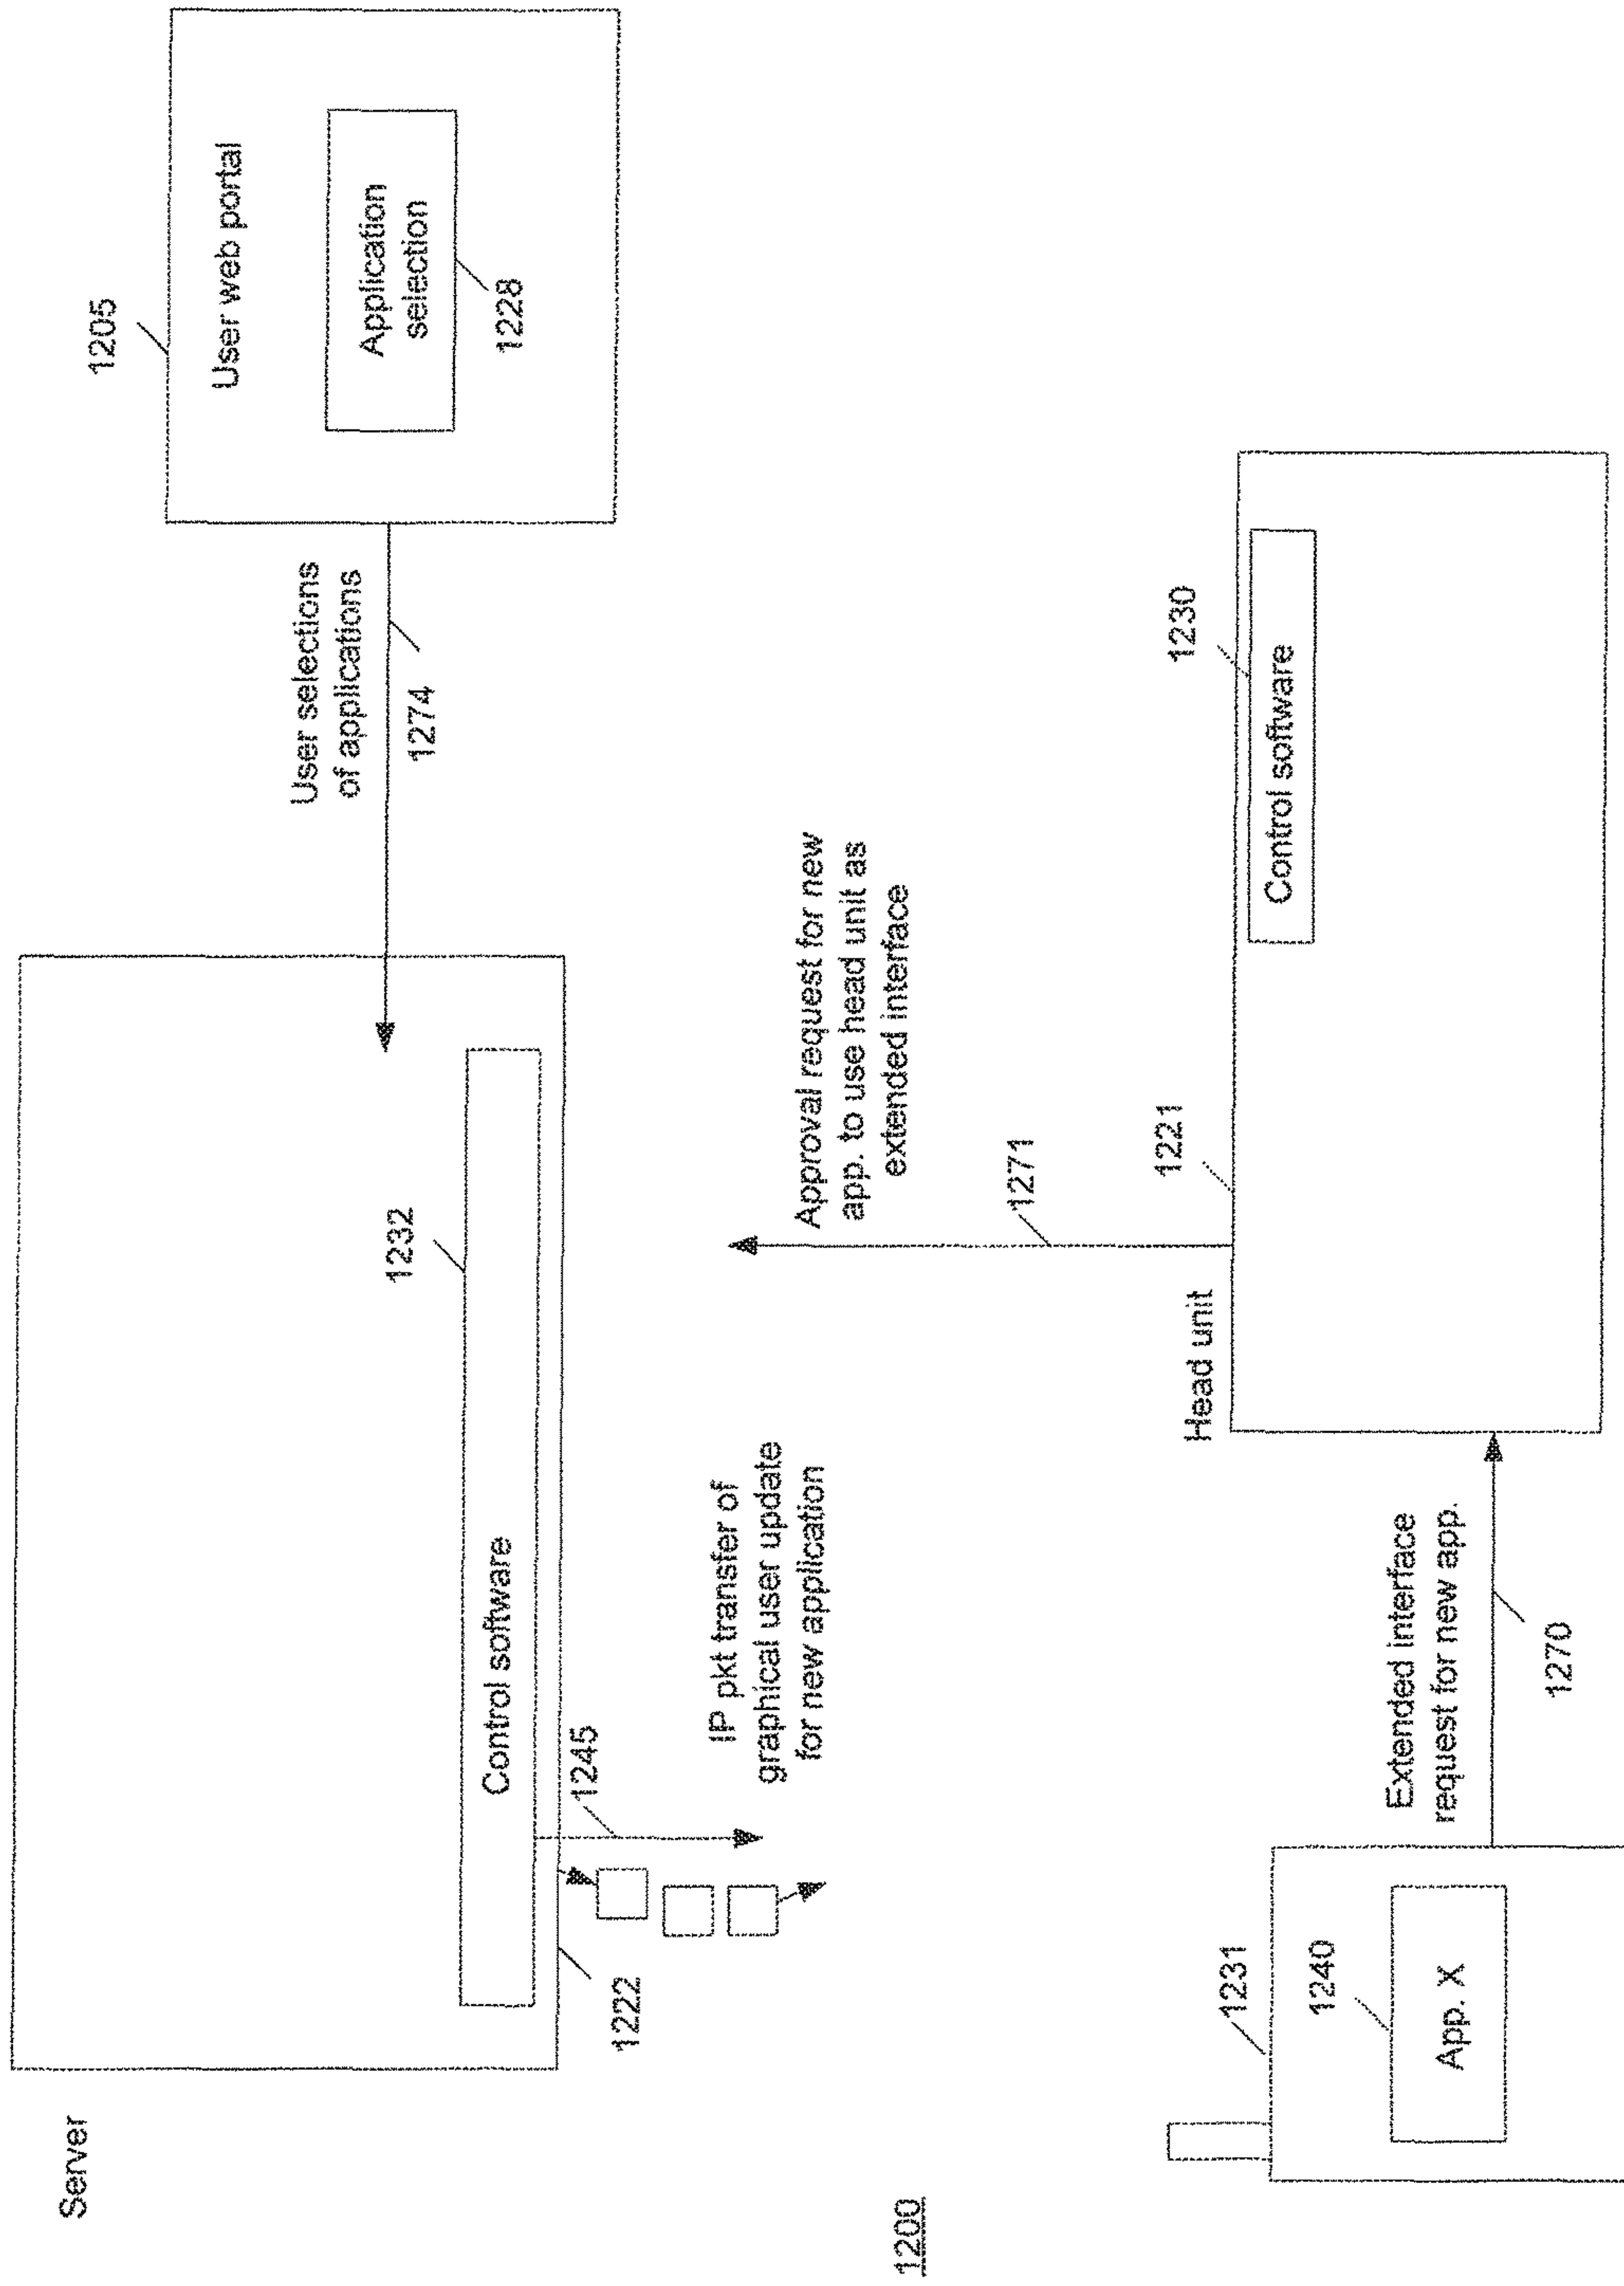 Server
1232
Control software
1222
1245
IP pkt transfer of
graphical user update
for new application
User selections
of applications
1274
1205
User web portal
Application
selection
1228
Approval request for new
app. to use head unit as
extended interface
1271
1200
1231
1240
App. X
Extended interface
request for new app.
1270
Head unit
1221
1230
Control software